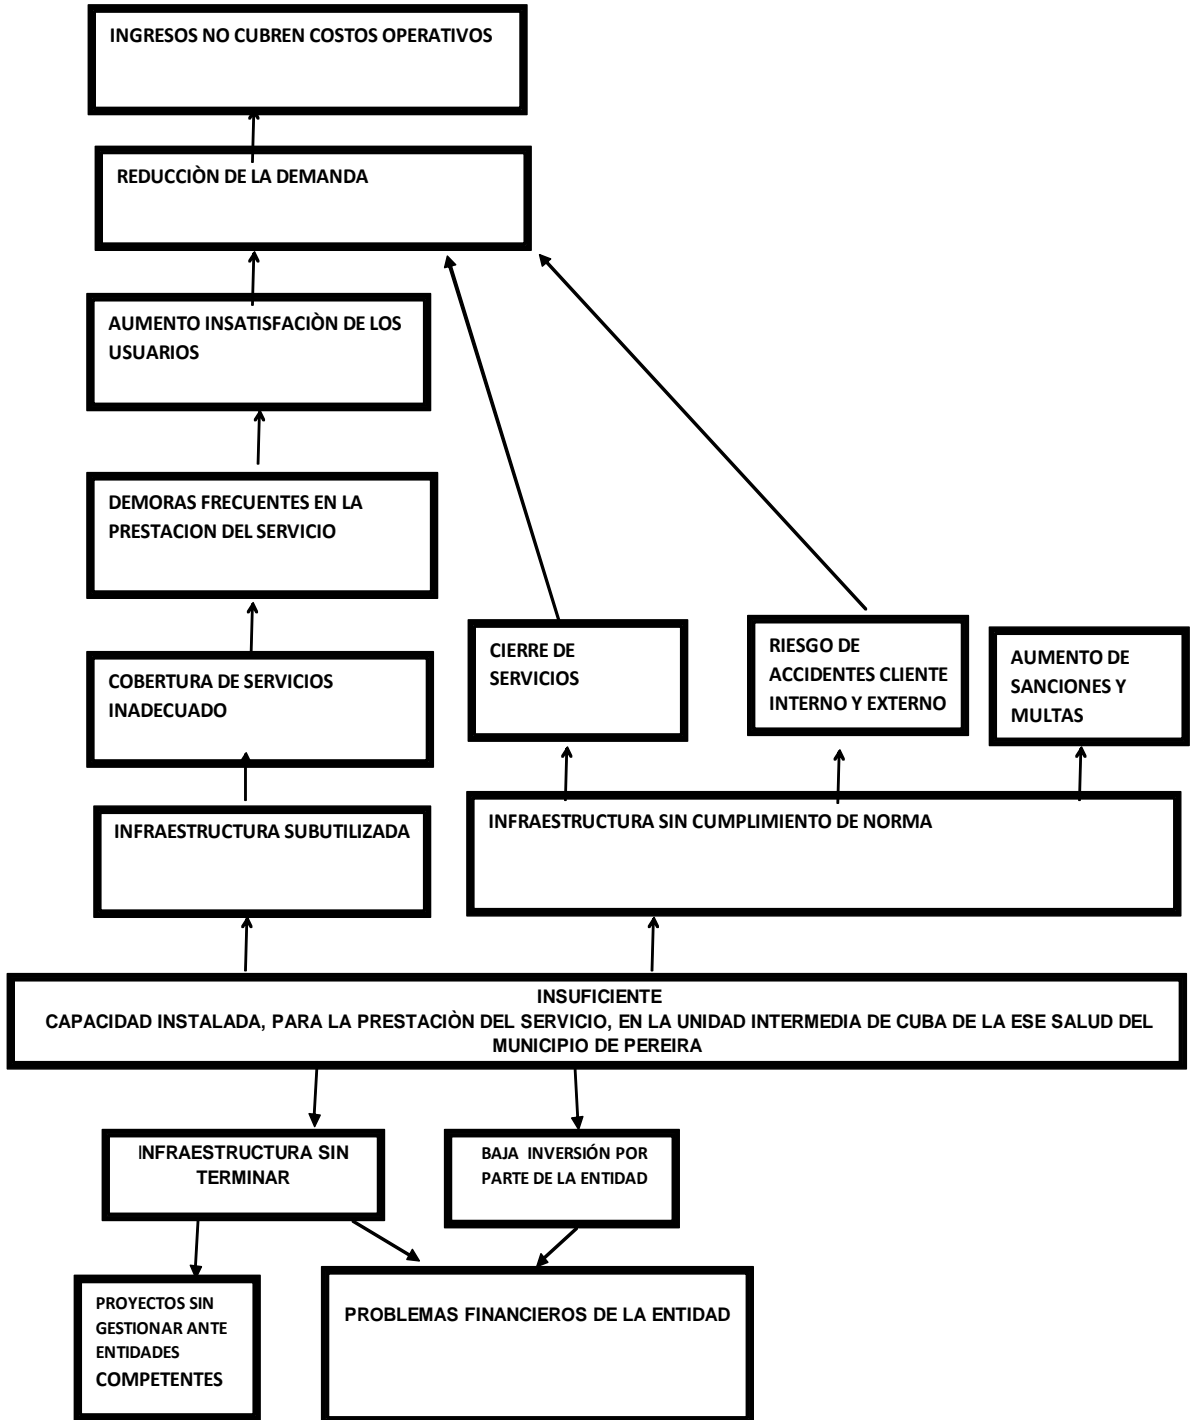 INGRESOS NO CUBREN COSTOS OPERATIVOS
REDUCCIÒN DE LA DEMANDA
AUMENTO INSATISFAÒN DE LOS
USUARIOS
DEMORAS FRECUENTES EN LA
PRESTACION DEL SERVICIO
COBERTURA DE SERVICIOS
INADECUADO
CIERRE DE
SERVICIOS
RIESGO DE
ACCIDENTES CLIENTE
INTERNO Y EXTERNO
AUMENTO DE
SANCIONES Y
MULTAS
INFRAESTRUCTURA SUBUTILIZADA
INFRAESTRUCTURA SIN CUMPLIMIENTO DE NORMA
INSUFICIENTE
CAPACIDAD INSTALADA, PARA LA PRESTACIÒN DEL SERVICIO, EN LA UNIDAD INTERMEDIA DE CUBA DE LA ESE SALUD DEL
MUNICIPIO DE PEREIRA
INFRAESTRUCTURA SIN
TERMINAR
BAJA INVERSIÓN POR
PARTE DE LA ENTIDAD
PROYECTOS SIN
GESTIONAR ANTE
ENTIDADES
COMPETENTES
PROBLEMAS FINANCIEROS DE LA ENTIDAD